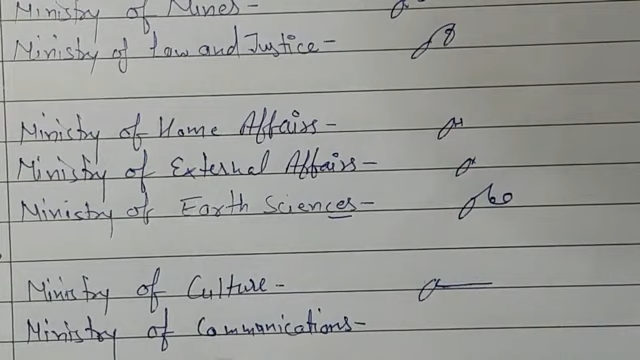 Ministry of Mines -
Ministry of Law and Justice -
Ministry of Home Affairs -
Ministry of External Affairs -
Ministry of Earth Sciences -
Ministry of Culture -
Ministry of Communications -